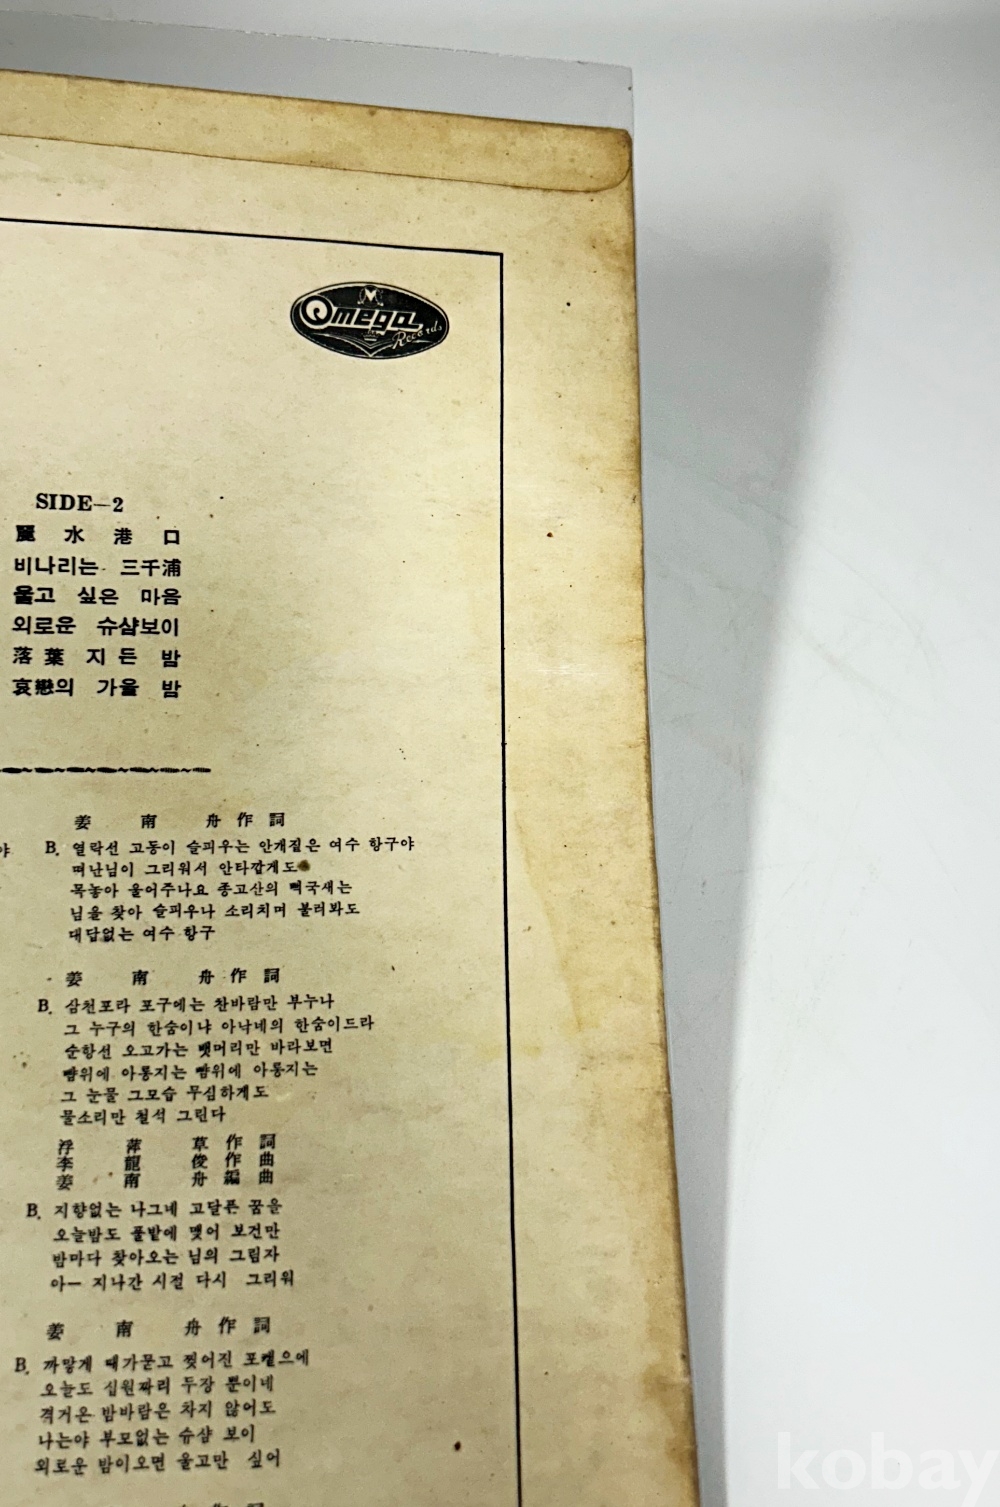 Omega
Records
SIDE—2
麗水港口
비나리는 三千浦
울고 싶은 마음
외로운 슈샬보이
落葉 지든 밤
哀戀의 가을 밤
姜南舟作詞
야
B. 열락선 고동이 슬피우는 안개짙은 여수 항구야
떠난님이 그리워서 안타깝게도
목놓아 울어주나요 종고산의 뻑국새는
님을 찾아 슬피우나 소리치며 불러봐도
대답없는 여수 항구
姜南舟作詞
B. 삼천포라 포구에는 찬바람만 부누나
그 누구의 한숨이냐 아낙네의 한숨이드라
순항선 오고가는 뱃머리만 바라보면
뺨위에 아롱지는 뺨위에 아롱지는
그 눈물 그모습 무심하게도
물소리만 철석 그린다
浮萍草作詞
李龍俊作曲
姜南舟編曲
B. 지향없는 나그네 고달픈 꿈을
오늘밤도 풀밭에 맺어 보건만
밤마다 찾아오는 님의 그림자
아— 지나간 시절 다시 그리워
姜南舟作詞
B. 까맣게 때가묻고 찢어진 포켙으에
오늘도 십원짜리 두장 뿐이네
격거온 밤바람은 차지 않어도
나는야 부모없는 슈샬 보이
외로운 밤이오면 울고만 싶어
作詞
kobay